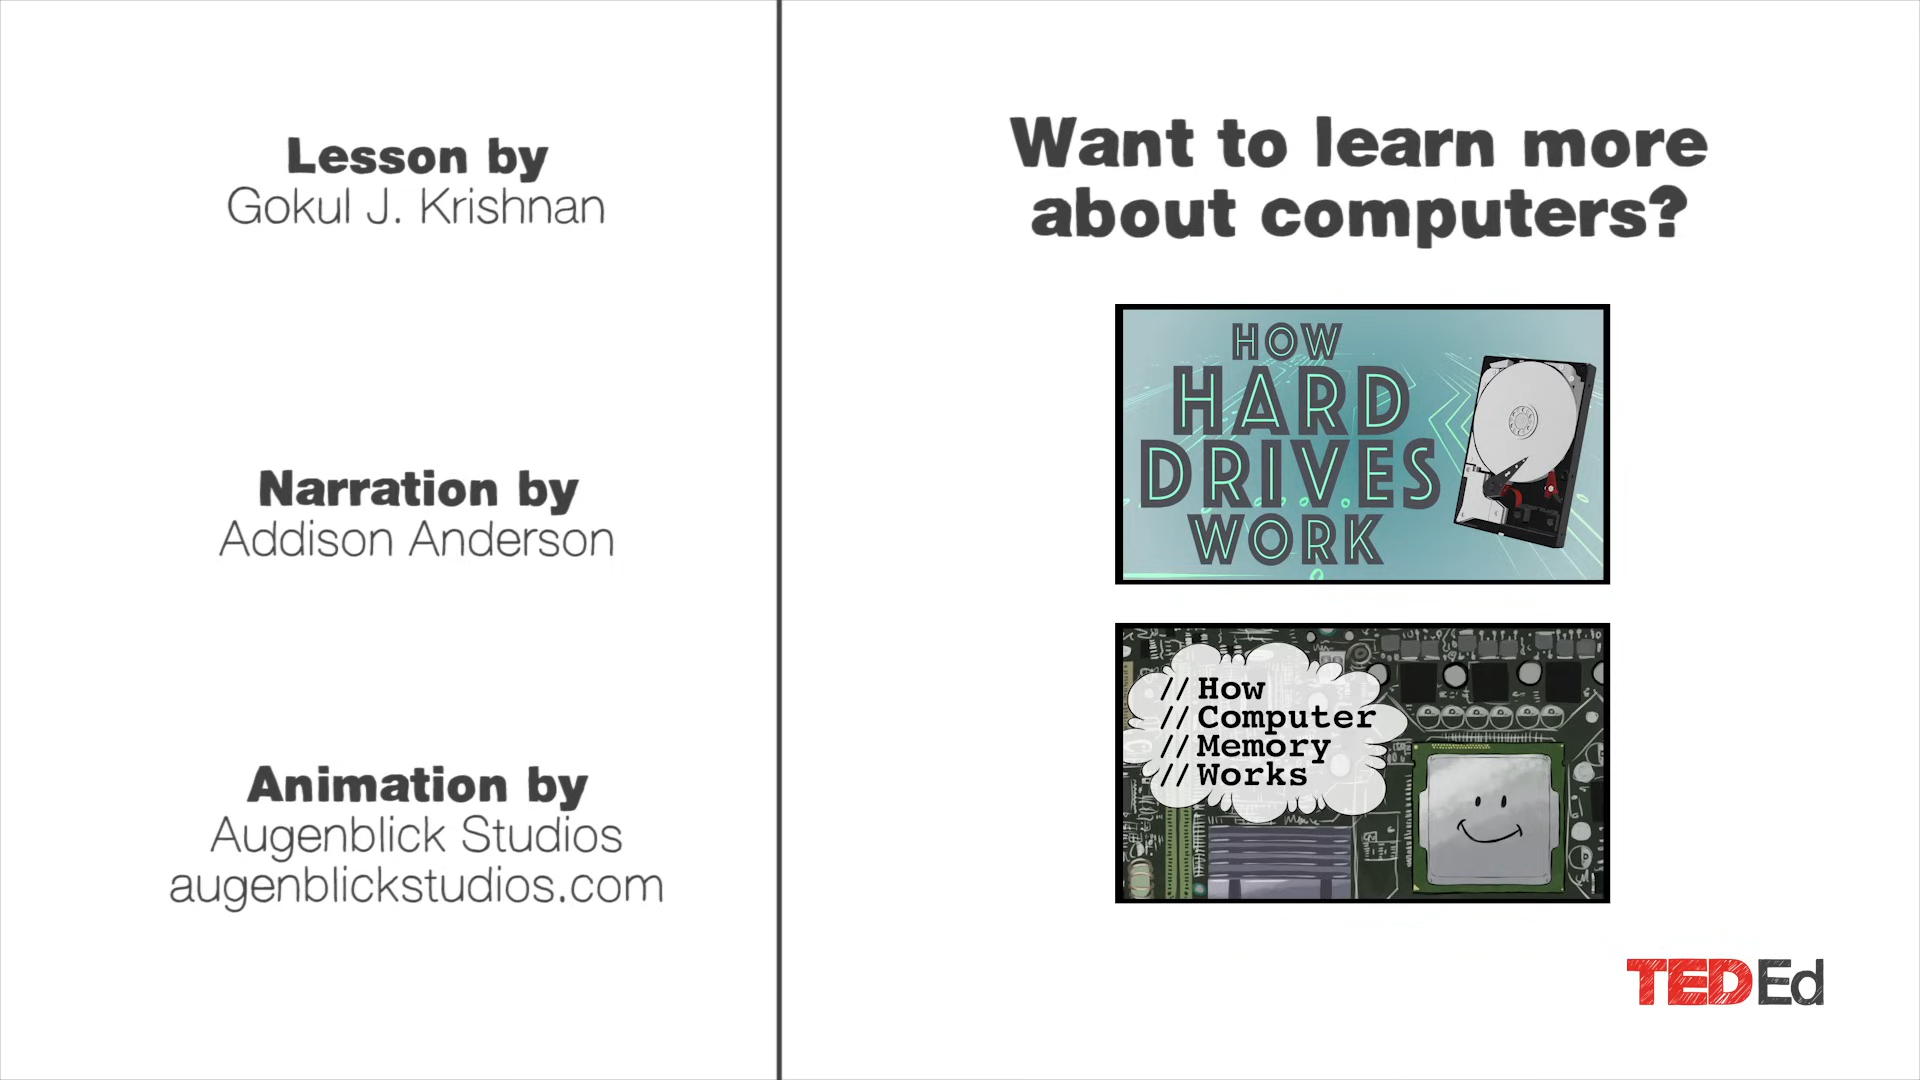 Lesson by
Gokul J. Krishnan
Narration by
Addison Anderson
Animation by
Augenblick Studios
augenblickstudios.com
Want to learn more
about computers?
HOW
HARD
DRIVES
WORK
// How
// Computer
// Memory
// Works
TEDEd